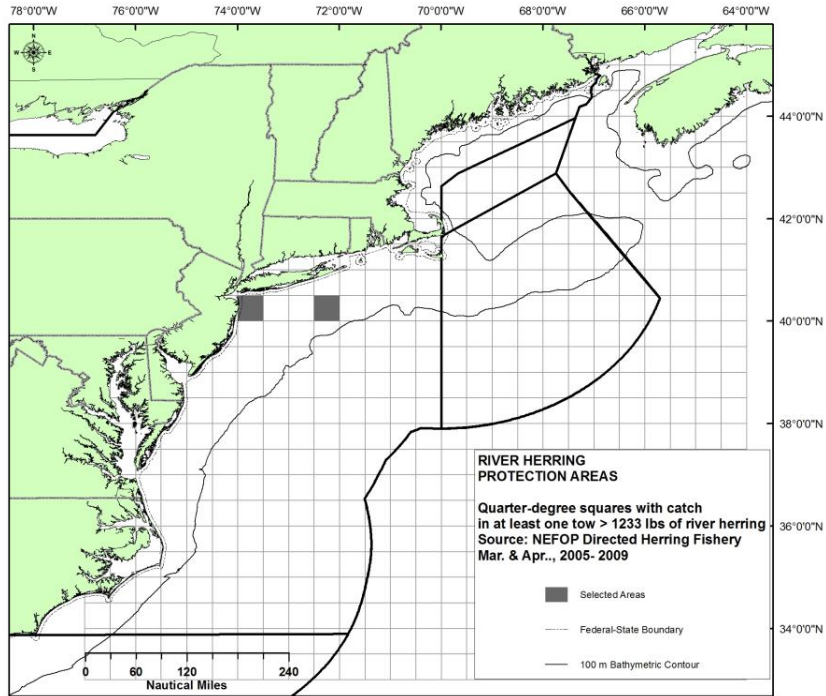 78°0'0"W 76°0'0"W 74°0'0"W 72°0'0"W 70°0'0"W 68°0'0"W 66°0'0"W 64°0'0"W
N
W E
S
44°0'0"N
42°0'0"N
40°0'0"N
38°0'0"N
36°0'0"N
34°0'0"N
RIVER HERRING
PROTECTION AREAS
Quarter-degree squares with catch
in at least one tow > 1233 lbs of river herring
Source: NEFOP Directed Herring Fishery
Mar. & Apr.., 2005- 2009
Selected Areas
Federal-State Boundary
100 m Bathymetric Contour
0 60 120 240
Nautical Miles